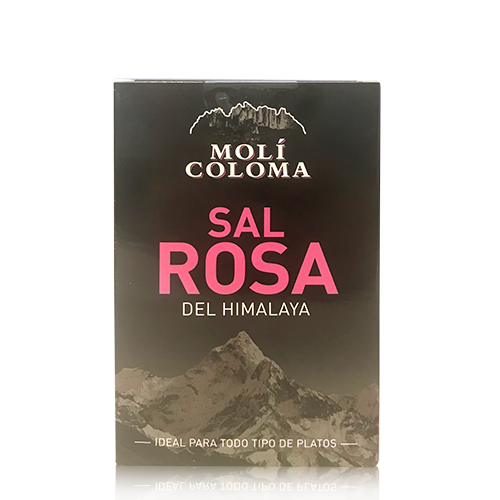 MOLÍ
COLOMA
SAL
ROSA
DEL HIMALAYA
IDEAL PARA TODO TIPO DE PLATOS